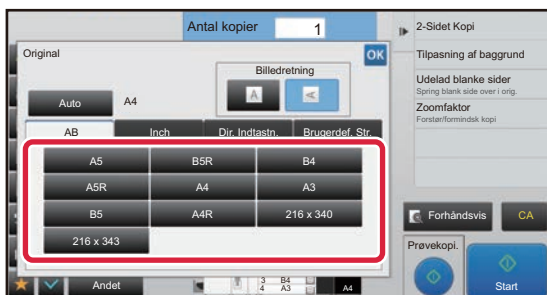 Antal kopier 1
Original
OK
Billedretning
A
A
Auto A4
AB Inch Dir. Indtastn. Brugerdef. Str.
A5 B5R B4
A5R A4 A3
B5 A4R 216 x 340
216 x 343
2-Sidet Kopi
Tilpasning af baggrund
Udelad blanke sider
Spring blank side over i orig.
Zoomfaktor
Forstør/formindsk kopi
Forhåndsvis CA
Prøvekopi.
Start
Andet
3 B4
4 A3
A4